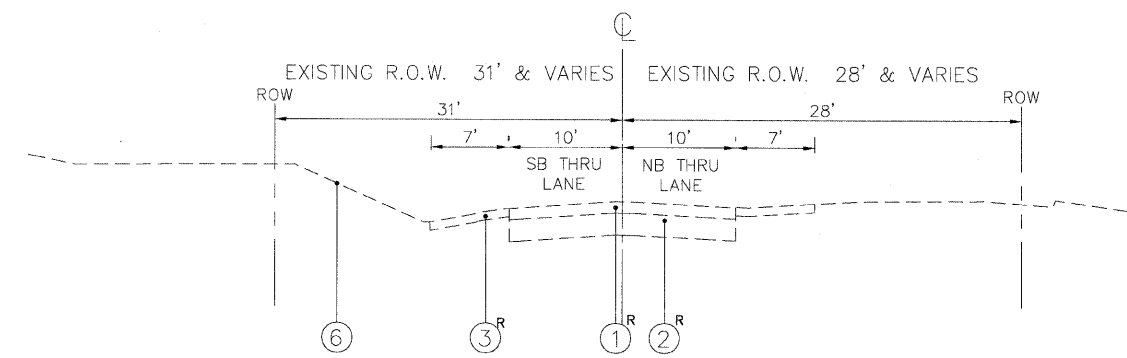 ℄
EXISTING R.O.W. 31' & VARIES
EXISTING R.O.W. 28' & VARIES
ROW
ROW
31'
28'
7'
10'
10'
7'
SB THRU
LANE
NB THRU
LANE
6
3 R
1 R
2 R